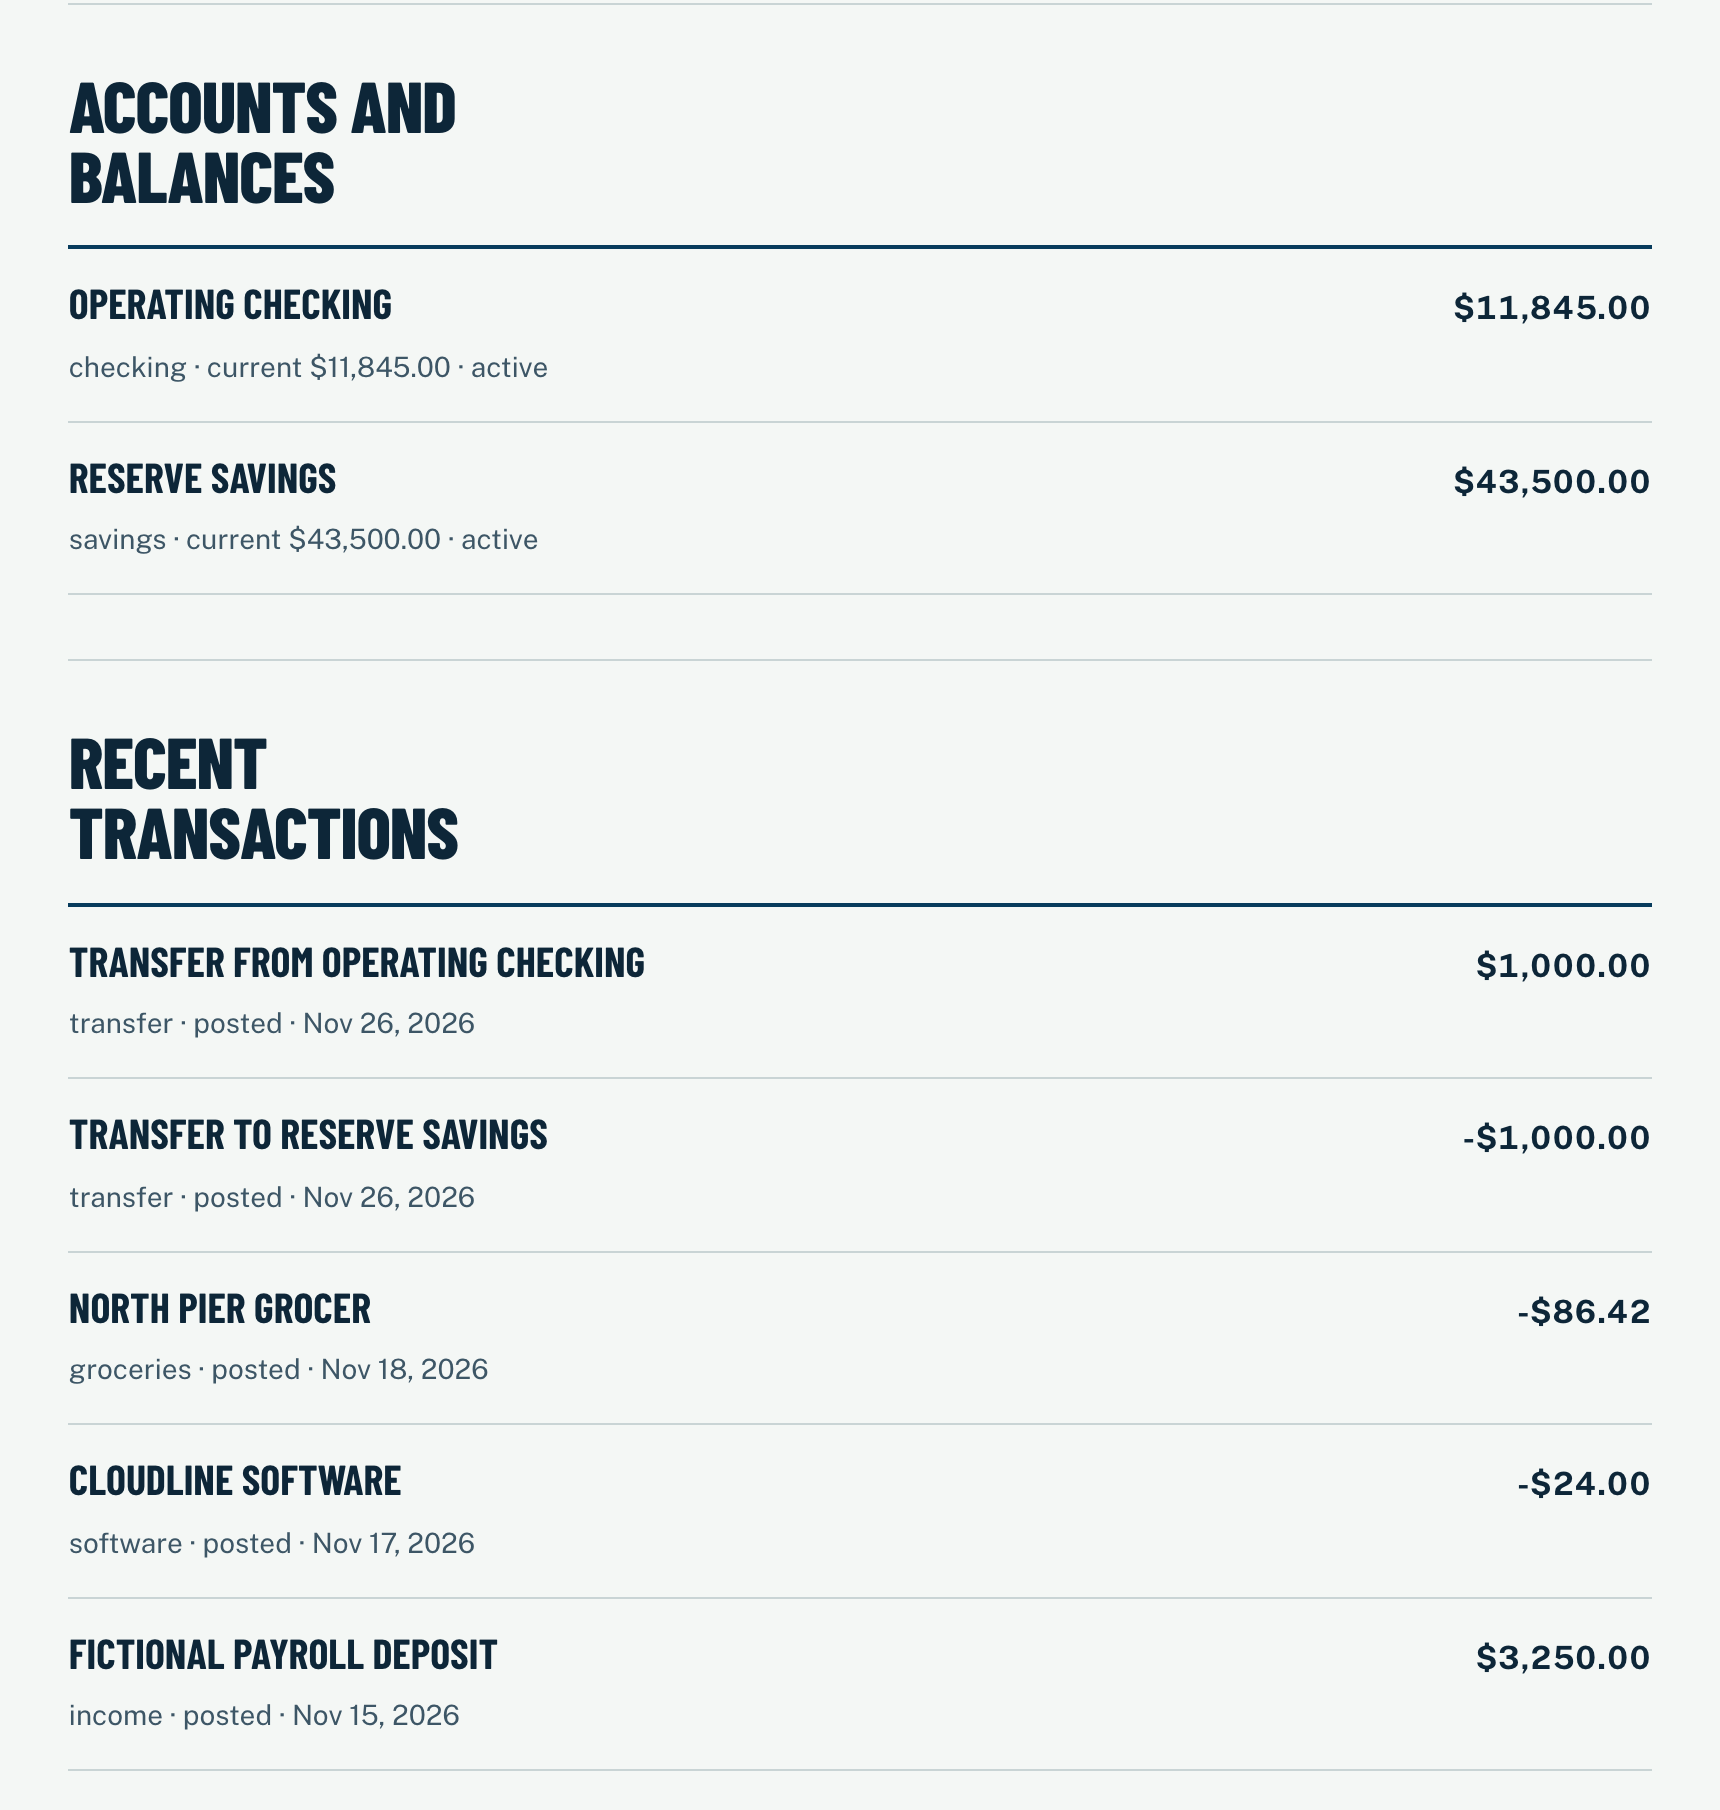 ACCOUNTS AND
BALANCES
OPERATING CHECKING
$11,845.00
checking · current $11,845.00 · active
RESERVE SAVINGS
$43,500.00
savings · current $43,500.00 · active
RECENT
TRANSACTIONS
TRANSFER FROM OPERATING CHECKING
$1,000.00
transfer · posted · Nov 26, 2026
TRANSFER TO RESERVE SAVINGS
-$1,000.00
transfer · posted · Nov 26, 2026
NORTH PIER GROCER
-$86.42
groceries · posted · Nov 18, 2026
CLOUDLINE SOFTWARE
-$24.00
software · posted · Nov 17, 2026
FICTIONAL PAYROLL DEPOSIT
$3,250.00
income · posted · Nov 15, 2026